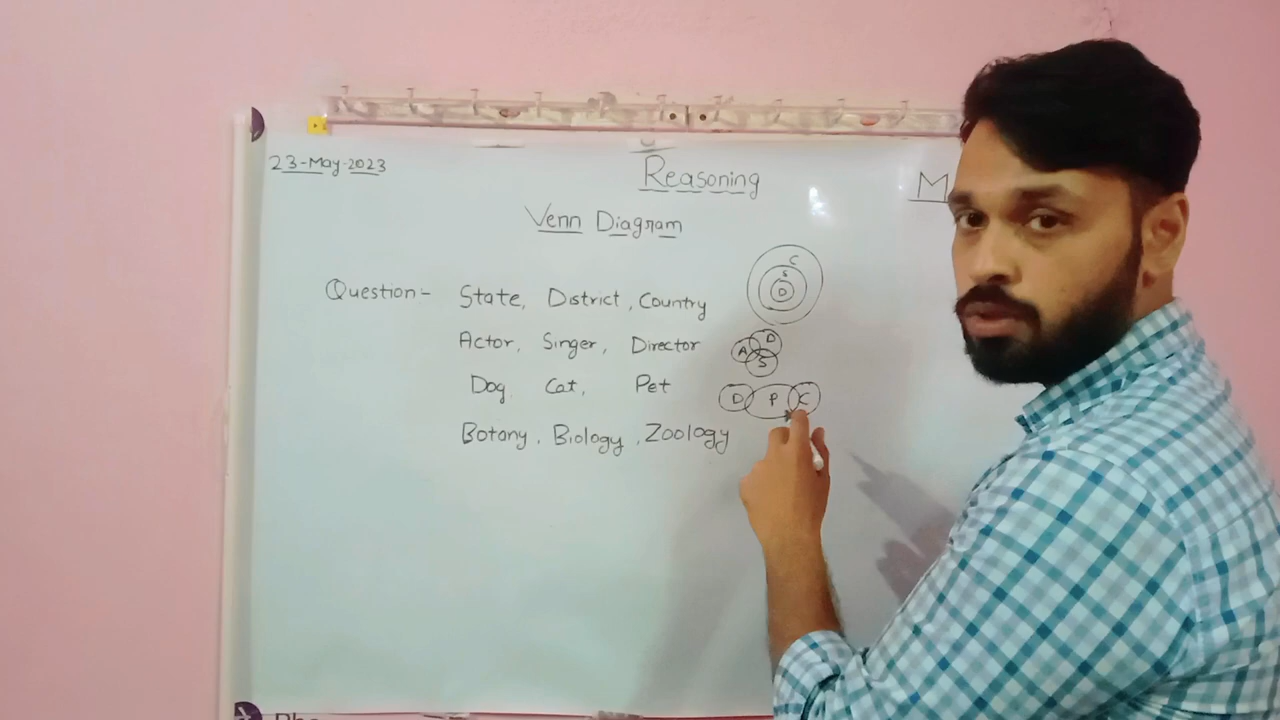 23-May-2023
Reasoning
M
Venn Diagram
Question:- State, District, Country
C
S
D
Actor, Singer, Director
A D
S
Dog, Cat, Pet
D P C
Botany, Biology, Zoology